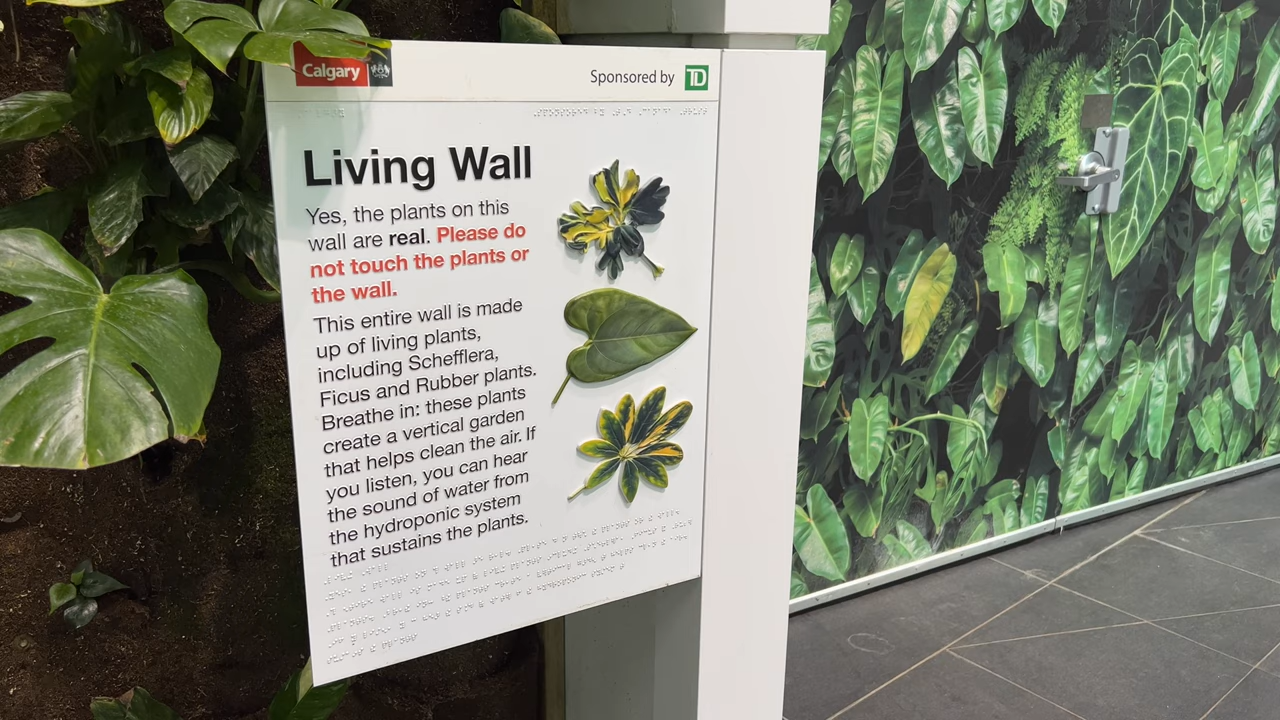 Calgary
Sponsored by TD
Living Wall
Yes, the plants on this
wall are real. Please do
not touch the plants or
the wall.
This entire wall is made
up of living plants,
including Schefflera,
Ficus and Rubber plants.
Breathe in: these plants
create a vertical garden
that helps clean the air. If
you listen, you can hear
the sound of water from
the hydroponic system
that sustains the plants.